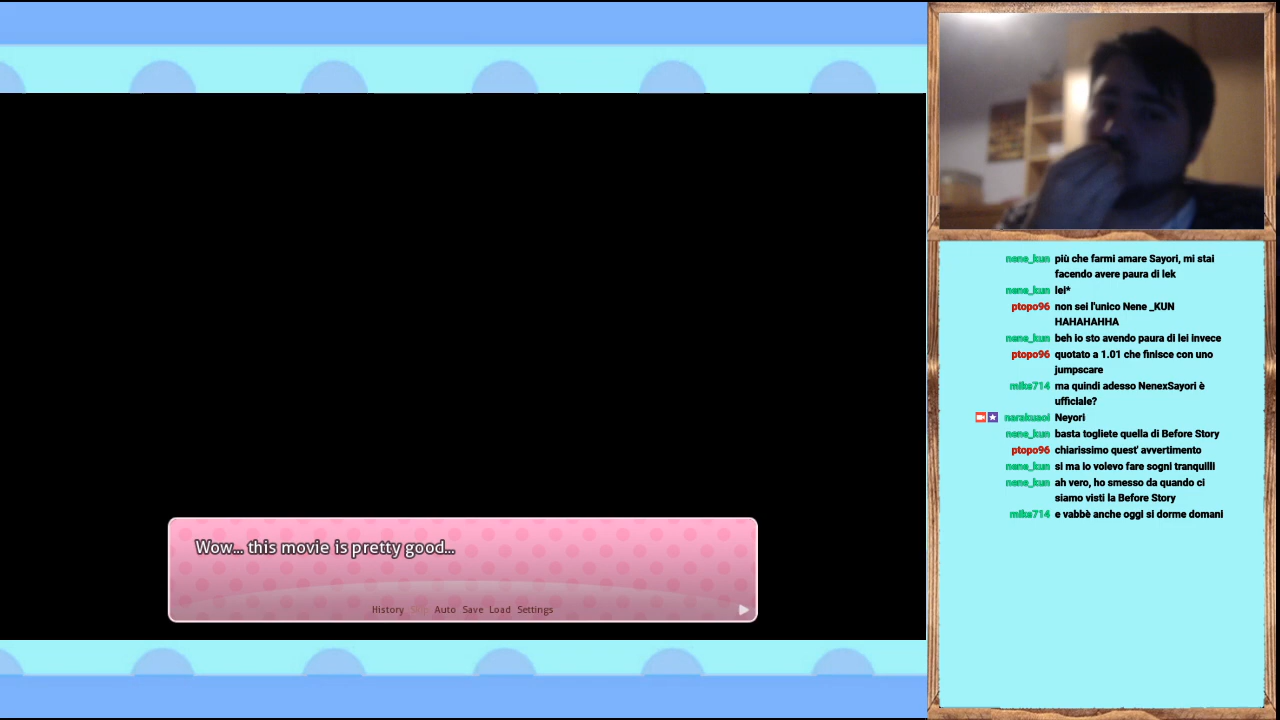 Wow... this movie is pretty good...
History Skip Auto Save Load Settings
nene_kun più che farmi amare Sayori, mi stai
facendo avere paura di lek
nene_kun lei*
ptopo96 non sei l'unico Nene _KUN
HAHAHAHHA
nene_kun beh io sto avendo paura di lei invece
ptopo96 quotato a 1.01 che finisce con uno
jumpscare
mike714 ma quindi adesso NenexSayori è
ufficiale?
narakuaoi Neyori
nene_kun basta togliete quella di Before Story
ptopo96 chiarissimo quest' avvertimento
nene_kun si ma io volevo fare sogni tranquilli
nene_kun ah vero, ho smesso da quando ci
siamo visti la Before Story
mike714 e vabbè anche oggi si dorme domani